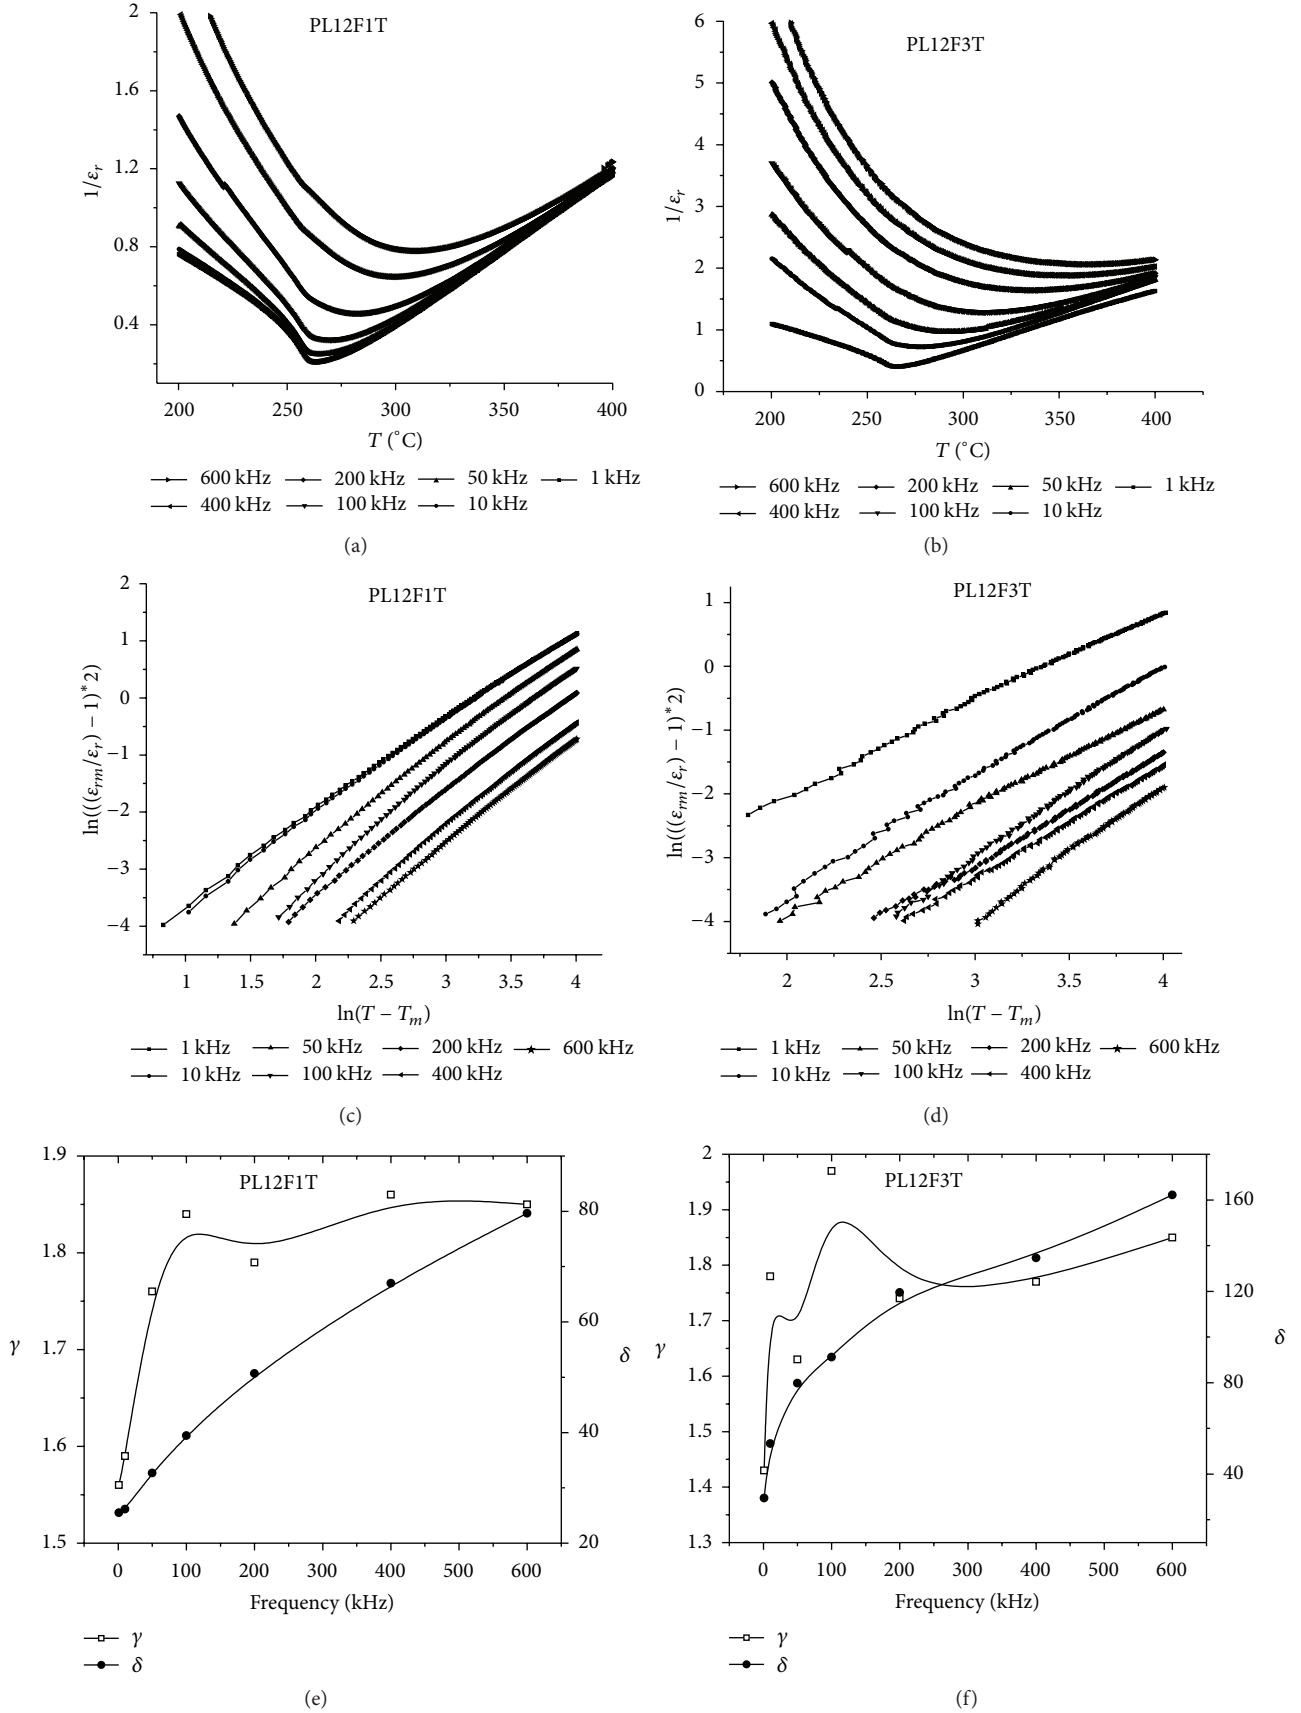 PL12F1T
2
1.6
1.2
0.8
0.4
1/εr
200 250 300 350 400
T (°C)
600 kHz 200 kHz 50 kHz 1 kHz
400 kHz 100 kHz 10 kHz
(a)
PL12F3T
6
5
4
3
2
1
0
1/εr
200 250 300 350 400
T (°C)
600 kHz 200 kHz 50 kHz 1 kHz
400 kHz 100 kHz 10 kHz
(b)
PL12F1T
2
1
0
−1
−2
−3
−4
ln(((εrm/εr) − 1)*2)
1 1.5 2 2.5 3 3.5 4
ln(T − Tm)
1 kHz 50 kHz 200 kHz 600 kHz
10 kHz 100 kHz 400 kHz
(c)
PL12F3T
1
0
−1
−2
−3
−4
ln(((εrm/εr) − 1)*2)
2 2.5 3 3.5 4
ln(T − Tm)
1 kHz 50 kHz 200 kHz 600 kHz
10 kHz 100 kHz 400 kHz
(d)
PL12F1T
1.9
1.8
1.7
1.6
1.5
γ
80
60
40
20
δ
0 100 200 300 400 500 600
Frequency (kHz)
γ
δ
(e)
PL12F3T
2
1.9
1.8
1.7
1.6
1.5
1.4
1.3
γ
160
120
80
40
δ
0 100 200 300 400 500 600
Frequency (kHz)
γ
δ
(f)